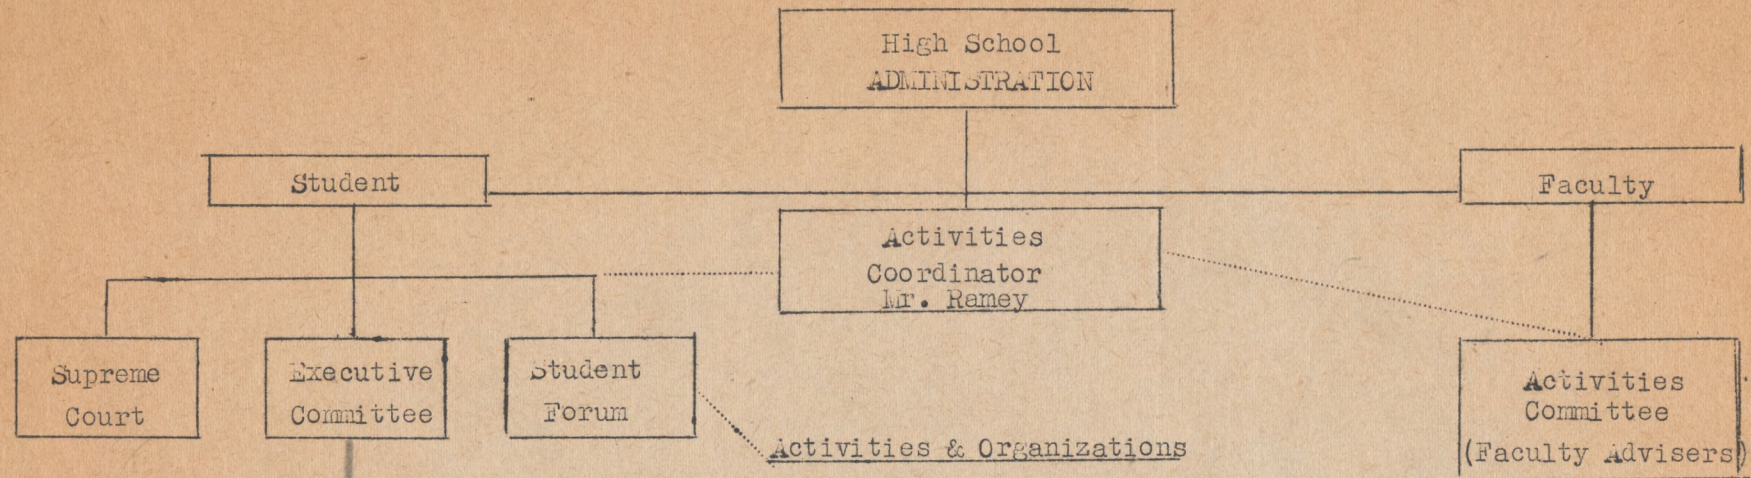 High School
ADMINISTRATION
Student
Faculty
Activities
Coordinator
Mr. Ramey
Supreme
Court
Executive
Committee
Student
Forum
Activities
Committee
(Faculty Advisers)
Activities & Organizations